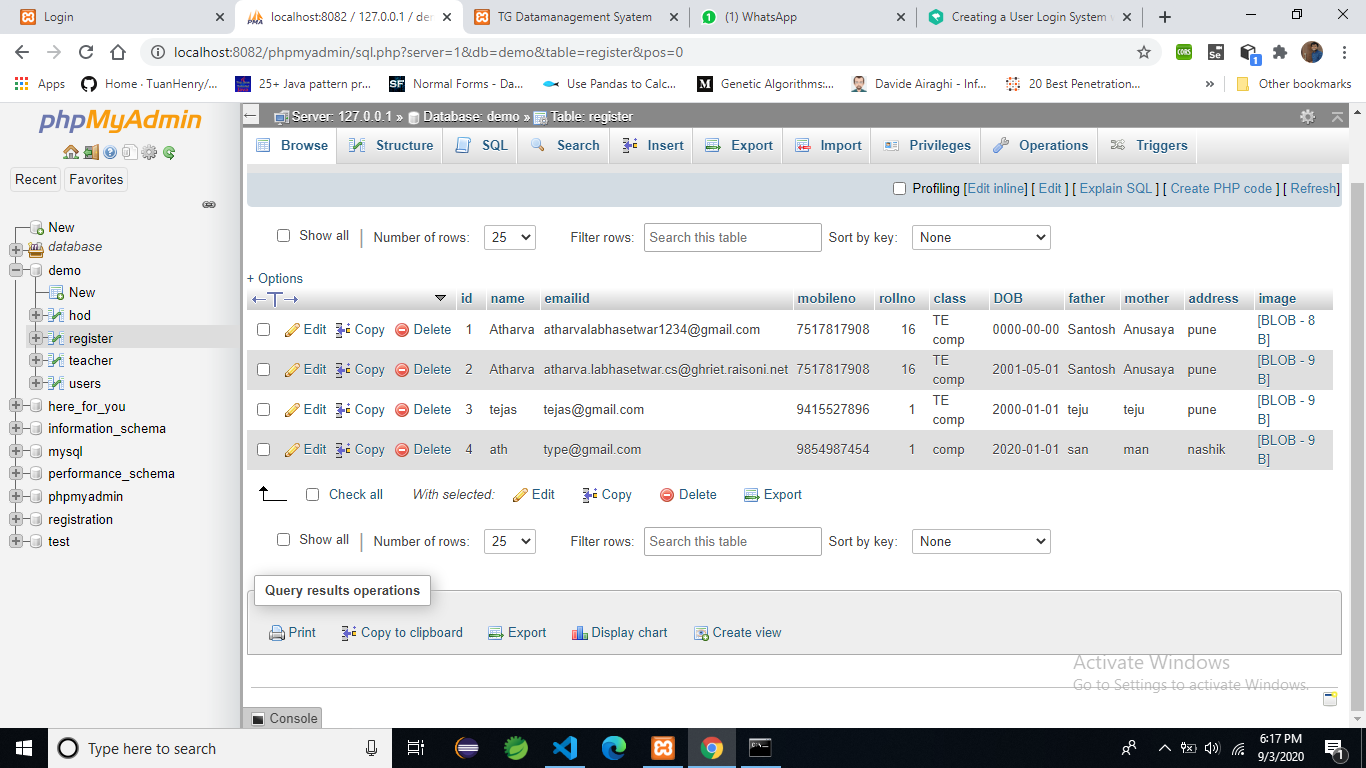 Login
localhost:8082 / 127.0.0.1 / der
TG Datamanagement Syatem
(1) WhatsApp
Creating a User Login System
localhost:8082/phpmyadmin/sql.php?server=1&db=demo&table=register&pos=0
Apps
Home · TuanHenry/...
25+ Java pattern pr...
Normal Forms - Da...
Use Pandas to Calc...
Genetic Algorithms:...
Davide Airaghi - Inf...
20 Best Penetration...
» Other bookmarks
phpMyAdmin
Recent Favorites
New
database
demo
New
hod
register
teacher
users
here_for_you
information_schema
mysql
performance_schema
phpmyadmin
registration
test
Server: 127.0.0.1 » Database: demo » Table: register
Browse Structure SQL Search Insert Export Import Privileges Operations Triggers
Profiling [Edit inline] [ Edit ] [ Explain SQL ] [ Create PHP code ] [ Refresh]
Show all | Number of rows: 25 Filter rows: Search this table Sort by key: None
+ Options
←T→ id name emailid mobileno rollno class DOB father mother address image
Edit Copy Delete 1 Atharva atharvalabhasetwar1234@gmail.com 7517817908 16 TE comp 0000-00-00 Santosh Anusaya pune [BLOB - 8 B]
Edit Copy Delete 2 Atharva atharva.labhasetwar.cs@ghriet.raisoni.net 7517817908 16 TE comp 2001-05-01 Santosh Anusaya pune [BLOB - 9 B]
Edit Copy Delete 3 tejas tejas@gmail.com 9415527896 1 TE comp 2000-01-01 teju teju pune [BLOB - 9 B]
Edit Copy Delete 4 ath type@gmail.com 9854987454 1 comp 2020-01-01 san man nashik [BLOB - 9 B]
Check all With selected: Edit Copy Delete Export
Show all | Number of rows: 25 Filter rows: Search this table Sort by key: None
Query results operations
Print Copy to clipboard Export Display chart Create view
Activate Windows
Go to Settings to activate Windows.
Console
Type here to search
6:17 PM
9/3/2020
1